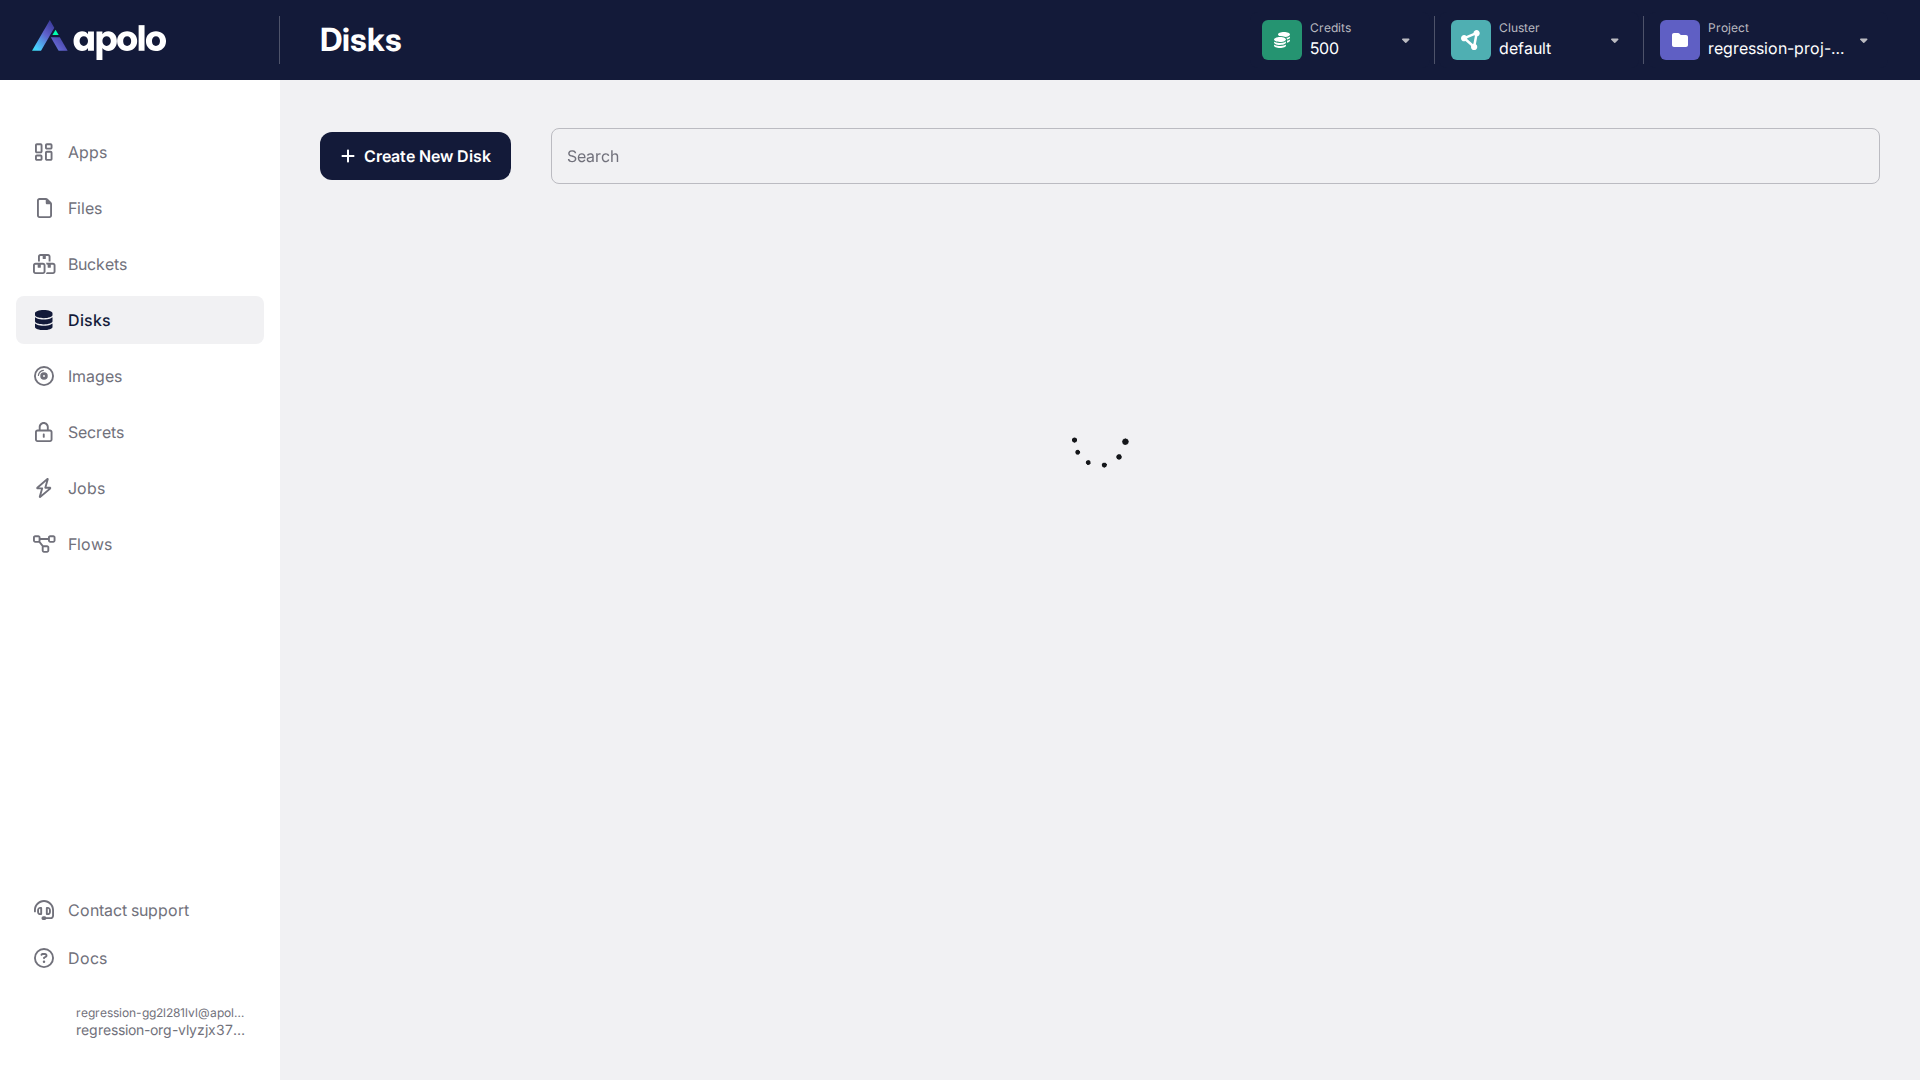 apolo
Disks
Credits
500
Cluster
default
Project
regression-proj-...
Apps
Files
Buckets
Disks
Images
Secrets
Jobs
Flows
Create New Disk
Search
Contact support
Docs
regression-gg2l281lvl@apol...
regression-org-vlyzjx37...